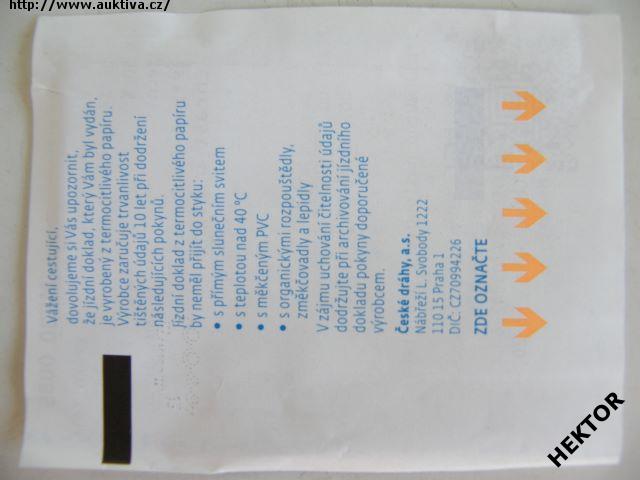 http://www.auktiva.cz/
Vážení cestující,
dovolujeme si Vás upozornit,
že jízdní doklad, který Vám byl vydán,
je vyrobený z termocitlivého papíru.
Výrobce zaručuje trvanlivost
tištěných údajů 10 let při dodržení
následujících pokynů.
Jízdní doklad z termocitlivého papíru
by neměl přijít do styku:
• s přímým slunečním svitem
• s teplotou nad 40 °C
• s měkčeným PVC
• s organickými rozpouštědly,
změkčovadly a lepidly
V zájmu uchování čitelnosti údajů
dodržujte při archivování jízdního
dokladu pokyny doporučené
výrobcem.
České dráhy, a.s.
Nábřeží L. Svobody 1222
110 15 Praha 1
DIČ: CZ70994226
ZDE OZNAČTE
HEKTOR